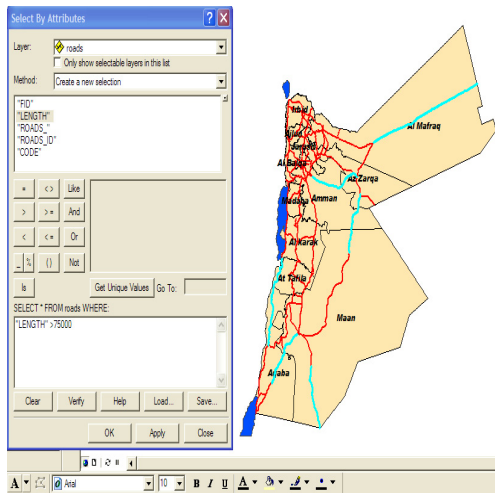 Select By Attributes
Layer: roads
Only show selectable layers in this list
Method: Create a new selection
"FID"
"LENGTH"
"ROADS_"
"ROADS_ID"
"CODE"
= < > Like
> > = And
< < = Or
_ % ( ) Not
Is Get Unique Values Go To:
SELECT * FROM roads WHERE:
"LENGTH" >75000
Clear Verify Help Load... Save...
OK Apply Close
Irbid
Al Mafraq
Ajlun
Jarash
Al Balqa
Az Zarqa
Madaba Amman
Al Karak
At Tafila
Maan
Aqaba
A Arial 10 B I U A